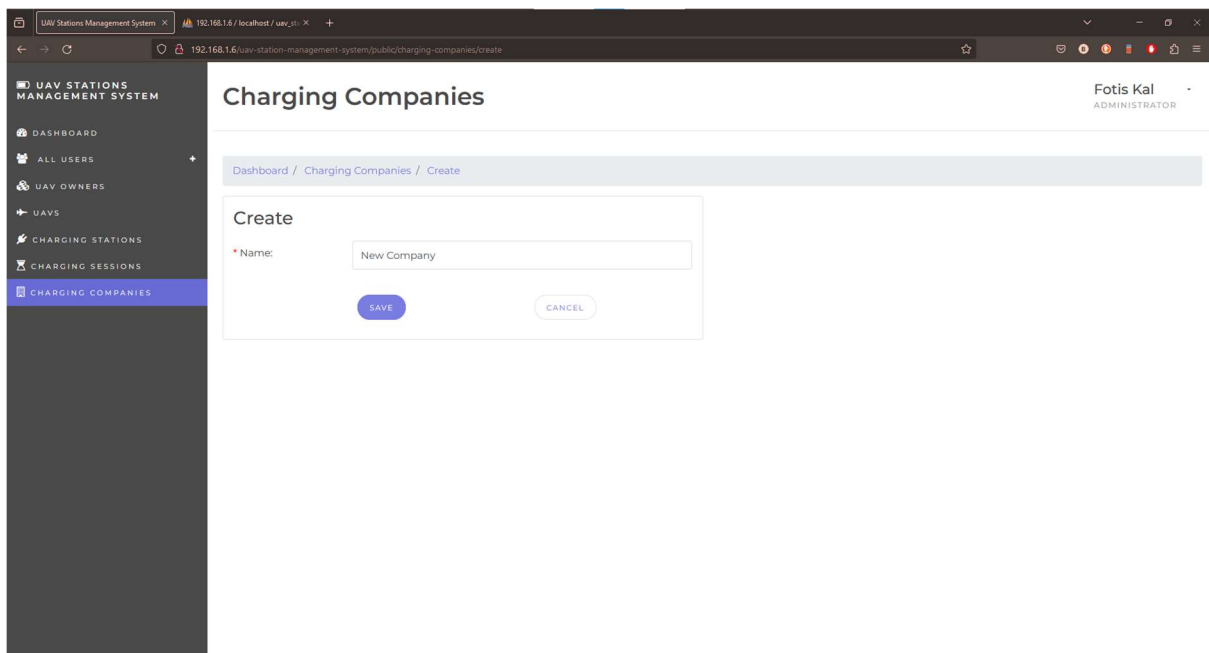 UAV Stations Management System
192.168.1.6 / localhost / uav_st
192.168.1.6/uav-station-management-system/public/charging-companies/create
UAV STATIONS
MANAGEMENT SYSTEM
DASHBOARD
ALL USERS +
UAV OWNERS
UAVS
CHARGING STATIONS
CHARGING SESSIONS
CHARGING COMPANIES
Charging Companies
Fotis Kal
ADMINISTRATOR
Dashboard / Charging Companies / Create
Create
* Name:
New Company
SAVE
CANCEL